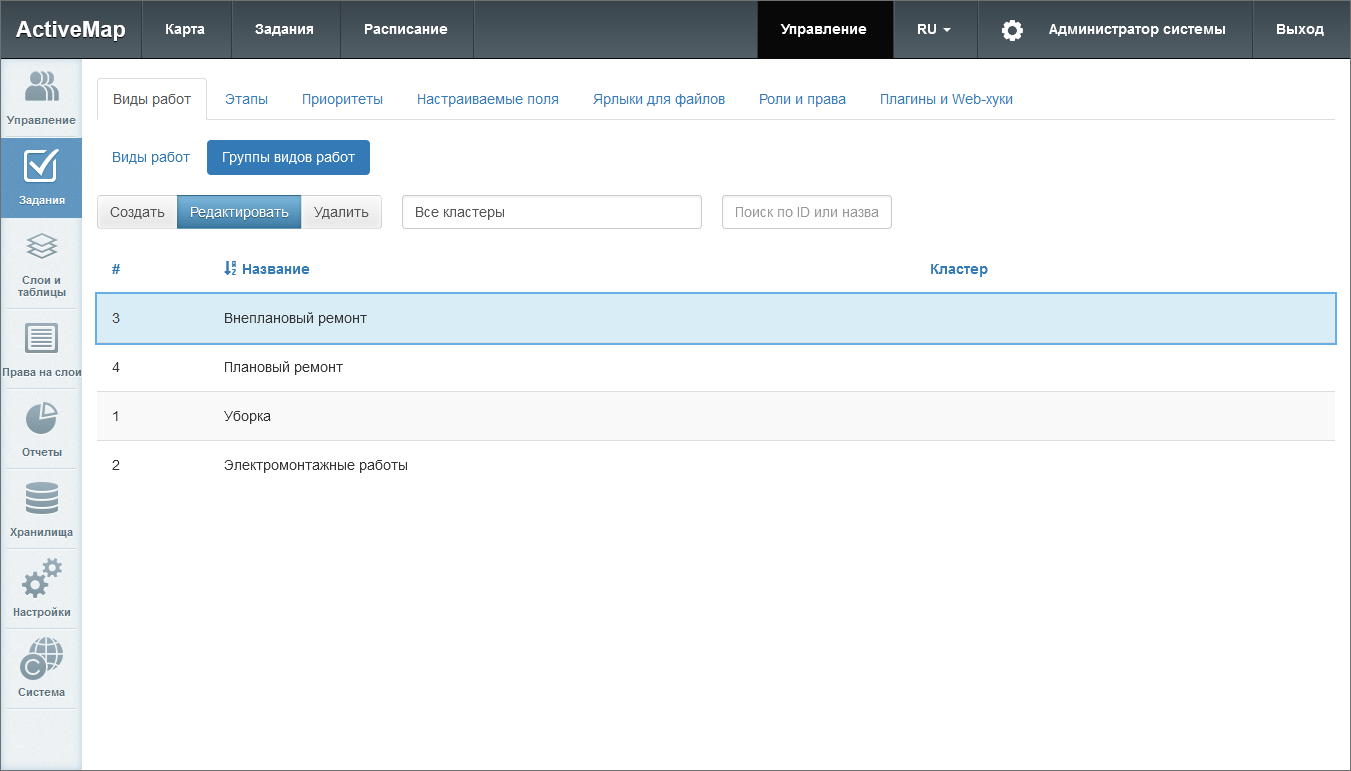 ActiveMap Карта Задания Расписание Управление RU Администратор системы Выход
Управление
Задания
Слои и
таблицы
Права на слои
Отчеты
Хранилища
Настройки
Система
Виды работ Этапы Приоритеты Настраиваемые поля Ярлыки для файлов Роли и права Плагины и Web-хуки
Виды работ Группы видов работ
Создать Редактировать Удалить Все кластеры Поиск по ID или назва
# Название Кластер
3 Внеплановый ремонт
4 Плановый ремонт
1 Уборка
2 Электромонтажные работы